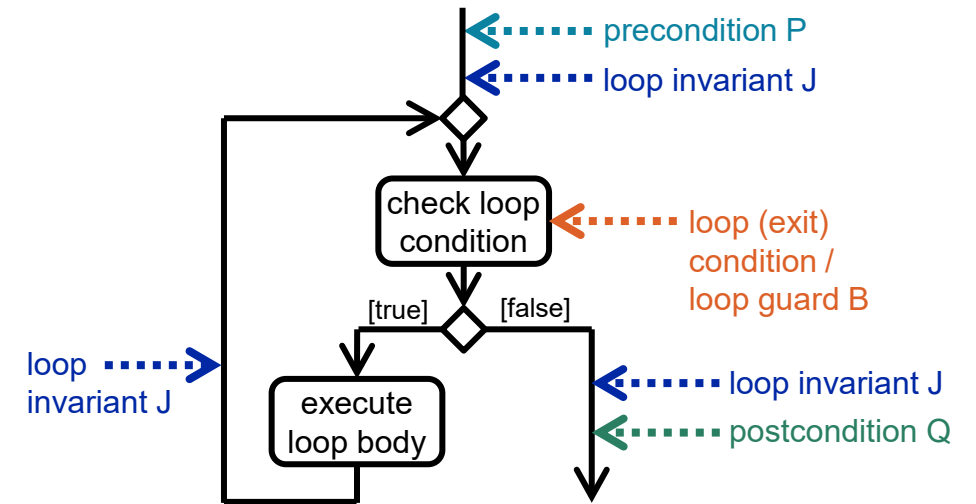 precondition P
loop invariant J
check loop
condition
loop (exit)
condition /
loop guard B
[true]
[false]
loop
invariant J
execute
loop body
loop invariant J
postcondition Q